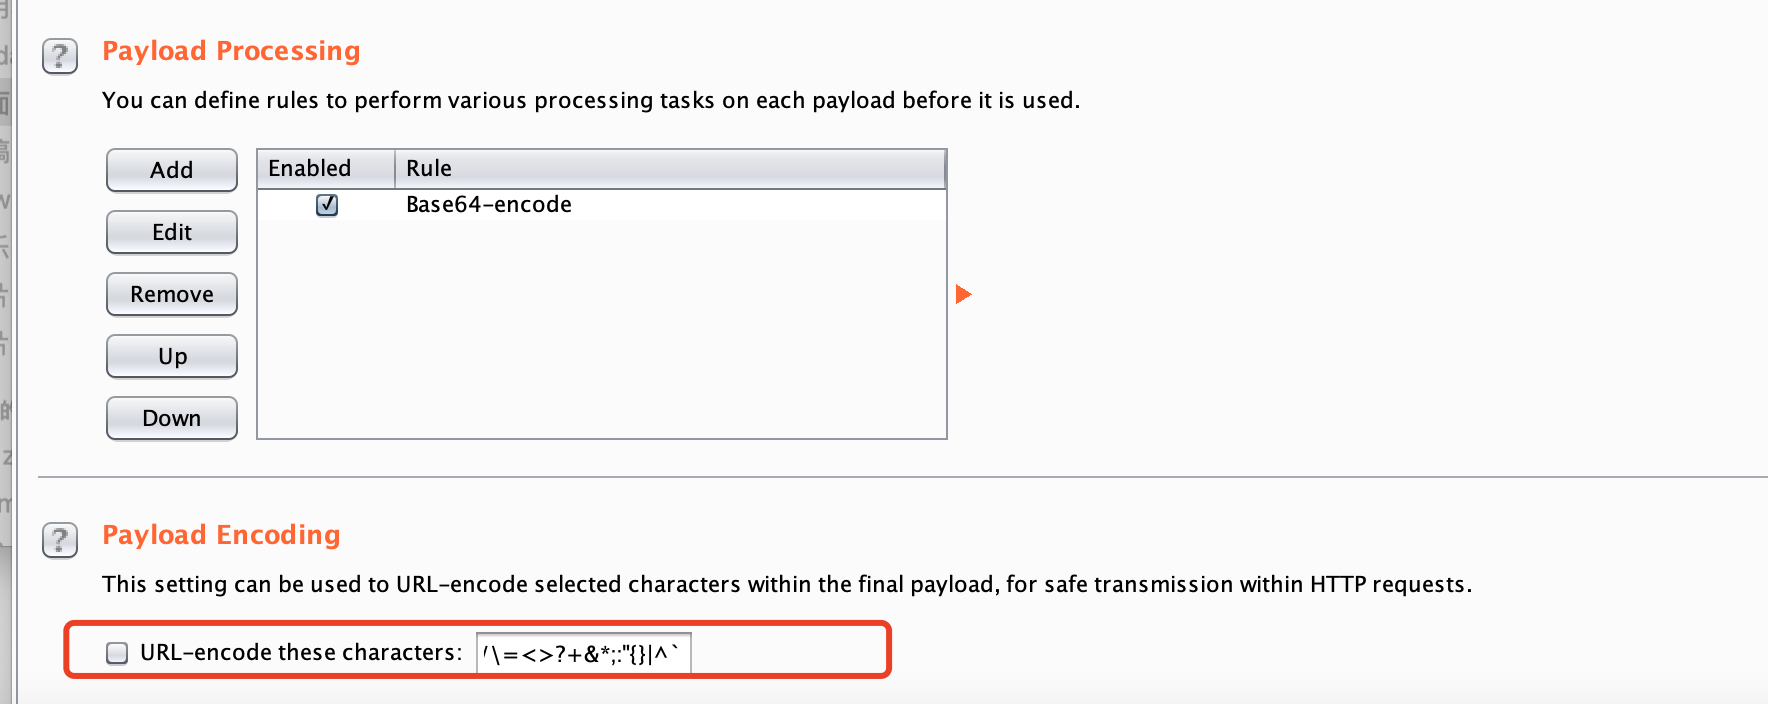 Payload Processing
You can define rules to perform various processing tasks on each payload before it is used.
Add
Enabled
Rule
Base64-encode
Edit
Remove
Up
Down
Payload Encoding
This setting can be used to URL-encode selected characters within the final payload, for safe transmission within HTTP requests.
URL-encode these characters: /\=<>?+&*;:"{}|^`